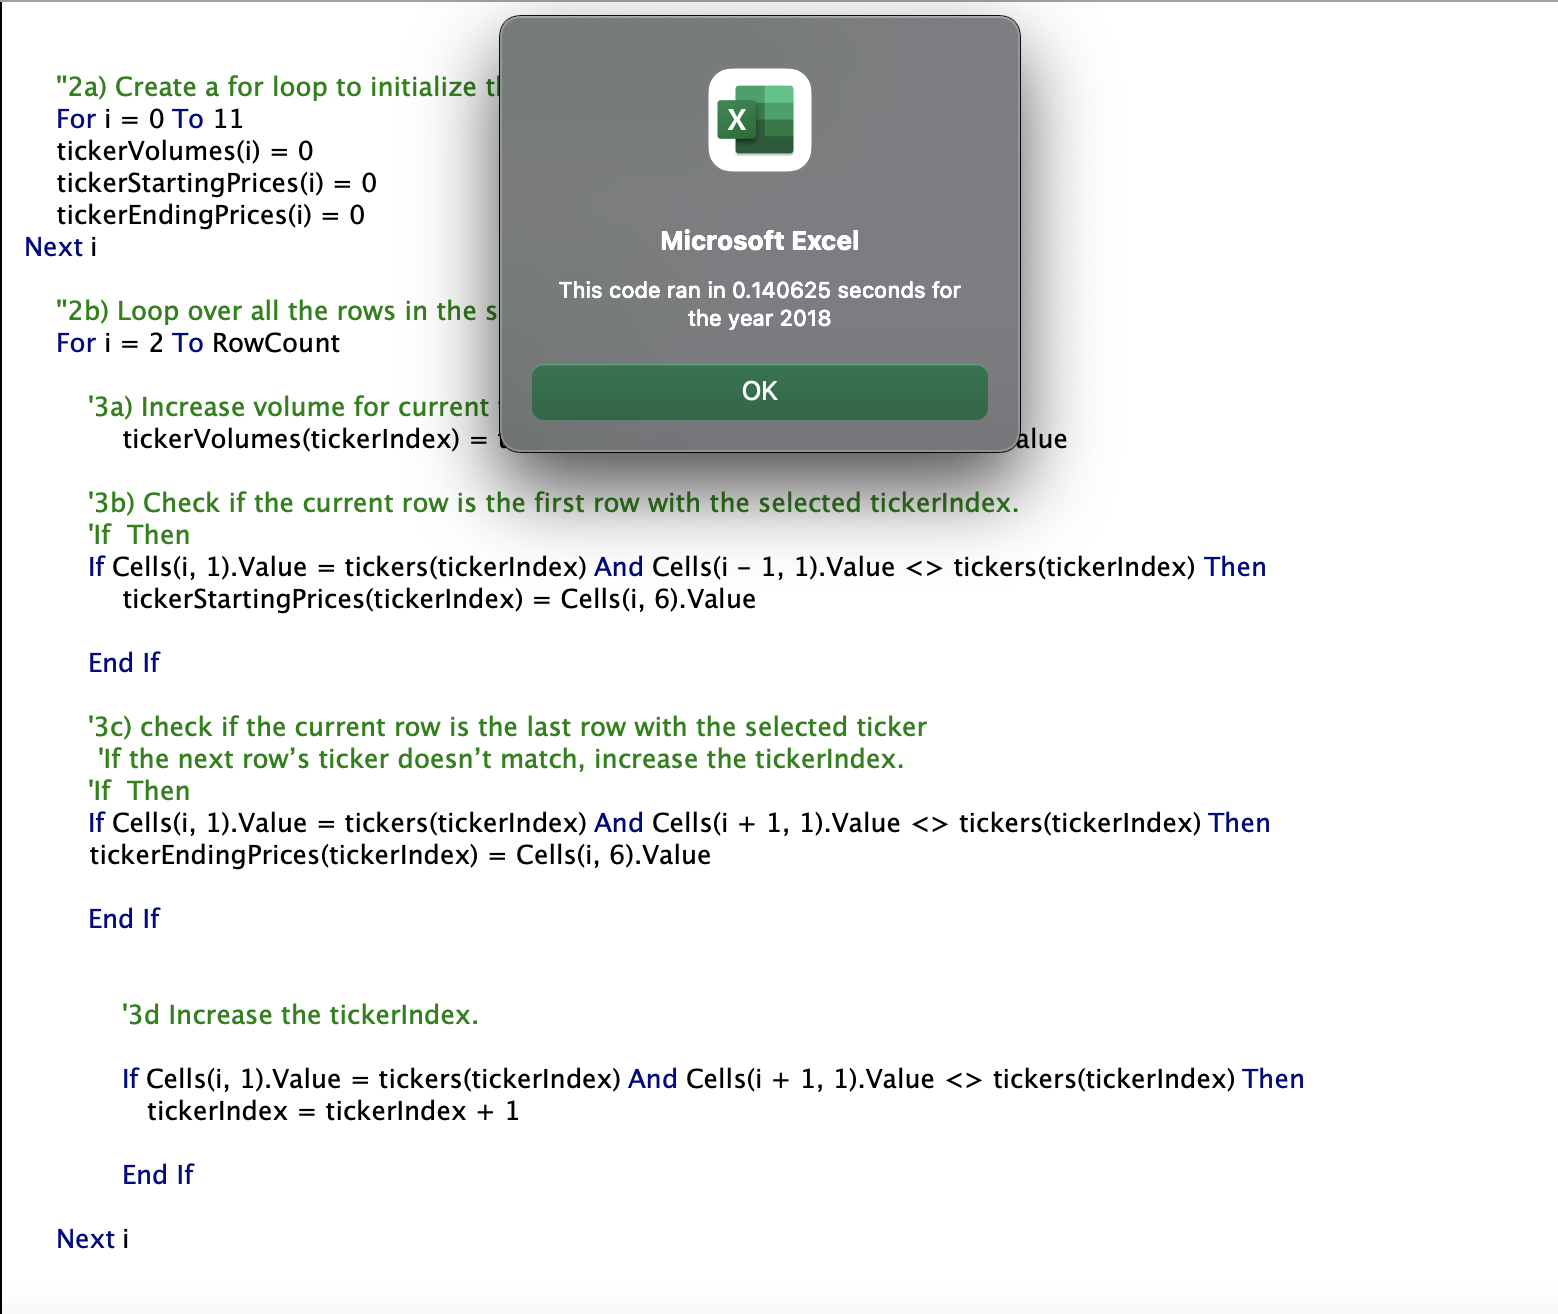 "2a) Create a for loop to initialize
For i = 0 To 11
tickerVolumes(i) = 0
tickerStartingPrices(i) = 0
tickerEndingPrices(i) = 0
Next i
"2b) Loop over all the rows in the
For i = 2 To RowCount
'3a) Increase volume for current
tickerVolumes(tickerIndex) =
X
Microsoft Excel
This code ran in 0.140625 seconds for
the year 2018
OK
'3b) Check if the current row is the first row with the selected tickerIndex.
'If  Then
If Cells(i, 1).Value = tickers(tickerIndex) And Cells(i - 1, 1).Value <> tickers(tickerIndex) Then
tickerStartingPrices(tickerIndex) = Cells(i, 6).Value
End If
'3c) check if the current row is the last row with the selected ticker
'If the next row’s ticker doesn’t match, increase the tickerIndex.
'If  Then
If Cells(i, 1).Value = tickers(tickerIndex) And Cells(i + 1, 1).Value <> tickers(tickerIndex) Then
tickerEndingPrices(tickerIndex) = Cells(i, 6).Value
End If
'3d Increase the tickerIndex.
If Cells(i, 1).Value = tickers(tickerIndex) And Cells(i + 1, 1).Value <> tickers(tickerIndex) Then
tickerIndex = tickerIndex + 1
End If
Next i